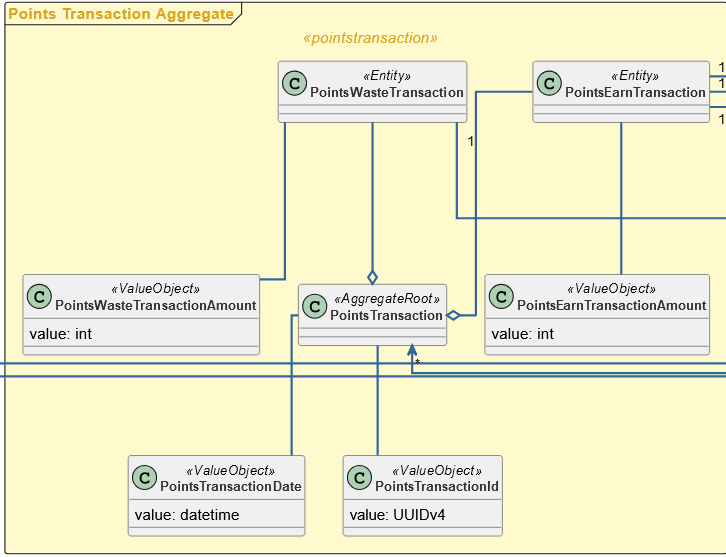 Points Transaction Aggregate
«pointstransaction»
C «Entity»
PointsWasteTransaction
C «Entity»
PointsEarnTransaction
1
1
1
1
C «ValueObject»
PointsWasteTransactionAmount
value: int
C «AggregateRoot»
PointsTransaction
C «ValueObject»
PointsEarnTransactionAmount
value: int
*
C «ValueObject»
PointsTransactionDate
value: datetime
C «ValueObject»
PointsTransactionId
value: UUIDv4